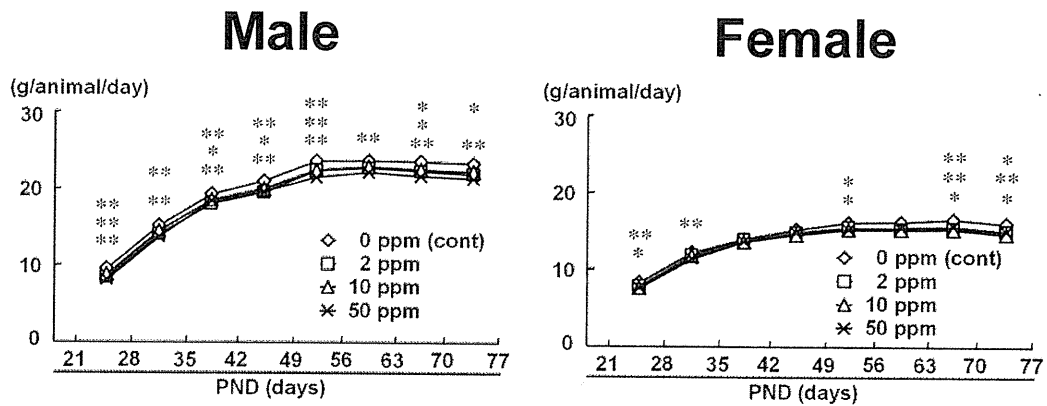 Male
(g/animal/day)
30
20
10
0
** ** **
** **
** * **
** * **
** ** **
**
* * **
* **
0 ppm (cont)
2 ppm
10 ppm
50 ppm
21 28 35 42 49 56 63 70 77
PND (days)
Female
(g/animal/day)
30
20
10
0
** *
**
* *
** ** *
* ** *
0 ppm (cont)
2 ppm
10 ppm
50 ppm
21 28 35 42 49 56 63 70 77
PND (days)